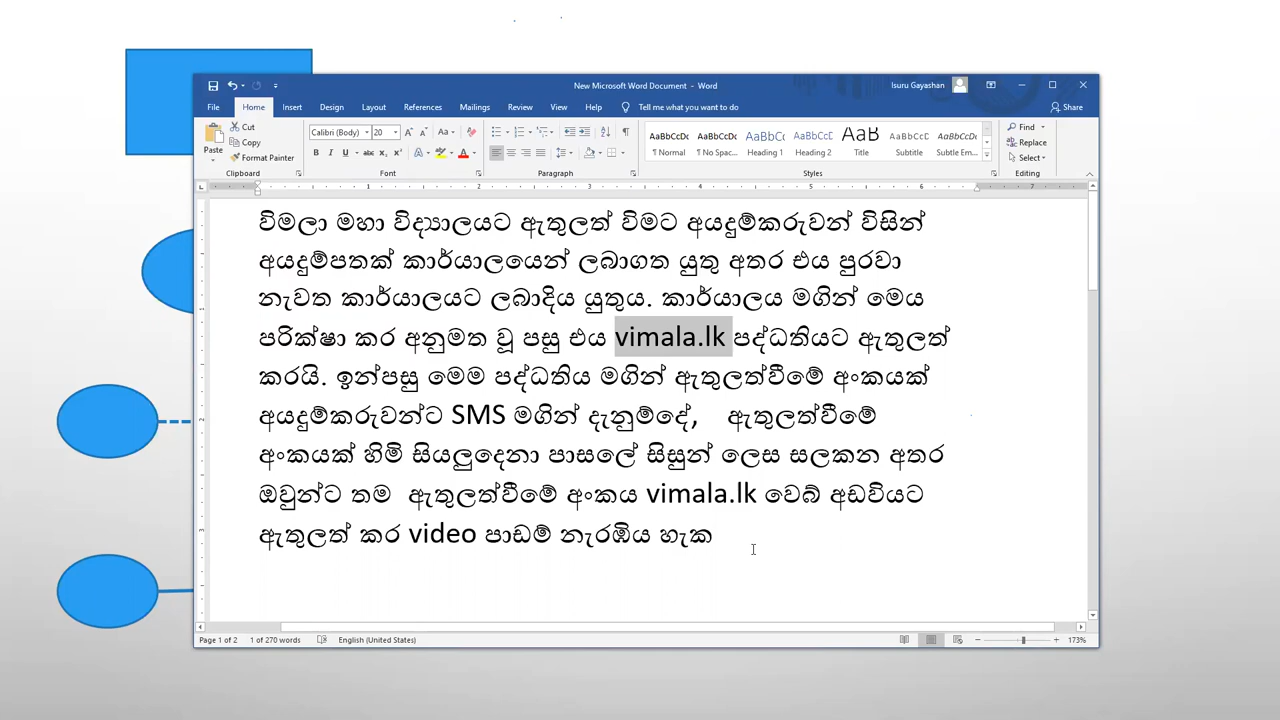 New Microsoft Word Document - Word
Isuru Gayashan
File Home Insert Design Layout References Mailings Review View Help Tell me what you want to do Share
Paste Cut Copy Format Painter
Calibri (Body) 20
Normal No Spac... Heading 1 Heading 2 Title Subtitle Subtle Em...
Find Replace Select
Clipboard Font Paragraph Styles Editing
විමලා මහා විද්‍යාලයට ඇතුලත් විමට අයදුම්කරුවන් විසින්
අයදුම්පතක් කාර්යාලයෙන් ලබාගත යුතු අතර එය පුරවා
නැවත කාර්යාලයට ලබාදිය යුතුය. කාර්යාලය මගින් මෙය
පරික්ෂා කර අනුමත වූ පසු එය vimala.lk පද්ධතියට ඇතුලත්
කරයි. ඉන්පසු මෙම පද්ධතිය මගින් ඇතුලත්වීමේ අංකයක්
අයදුම්කරුවන්ට SMS මගින් දැනුම්දේ, ඇතුලත්වීමේ
අංකයක් හිමි සියලුදෙනා පාසලේ සිසුන් ලෙස සලකන අතර
ඔවුන්ට තම ඇතුලත්වීමේ අංකය vimala.lk වෙබ් අඩවියට
ඇතුලත් කර video පාඩම් නැරඹිය හැක
Page 1 of 2 1 of 270 words English (United States) 173%